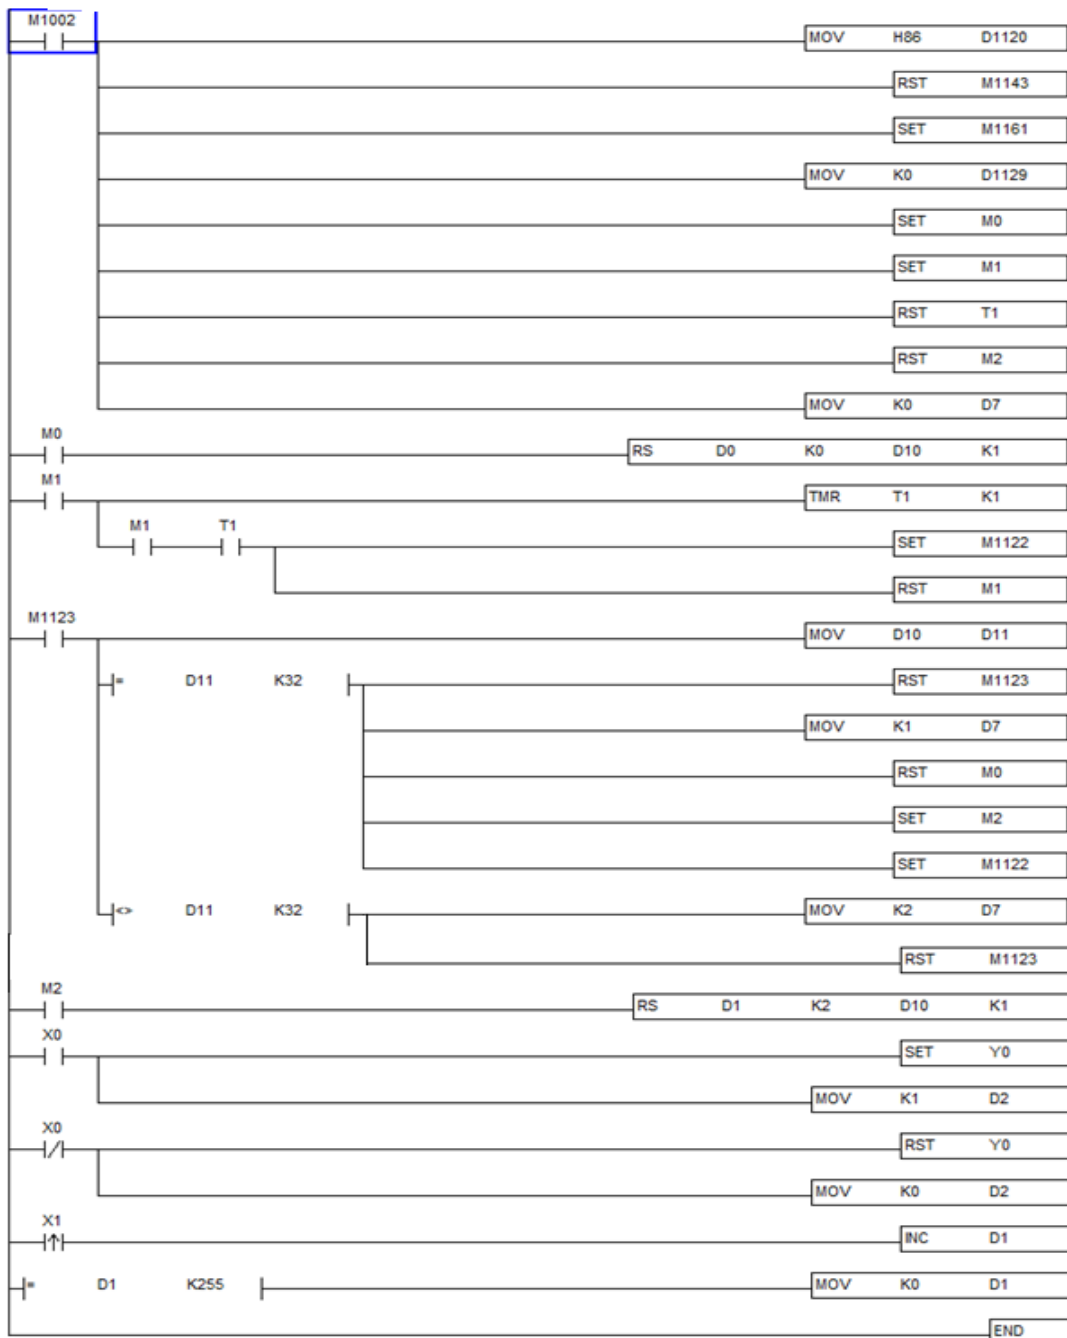 M1002
MOV H86 D1120
RST M1143
SET M1161
MOV K0 D1129
SET M0
SET M1
RST T1
RST M2
MOV K0 D7
M0
RS D0 K0 D10 K1
M1
TMR T1 K1
M1 T1
SET M1122
RST M1
M1123
MOV D10 D11
= D11 K32
RST M1123
MOV K1 D7
RST M0
SET M2
SET M1122
<> D11 K32
MOV K2 D7
RST M1123
M2
RS D1 K2 D10 K1
X0
SET Y0
MOV K1 D2
X0
RST Y0
MOV K0 D2
X1
INC D1
= D1 K255
MOV K0 D1
END